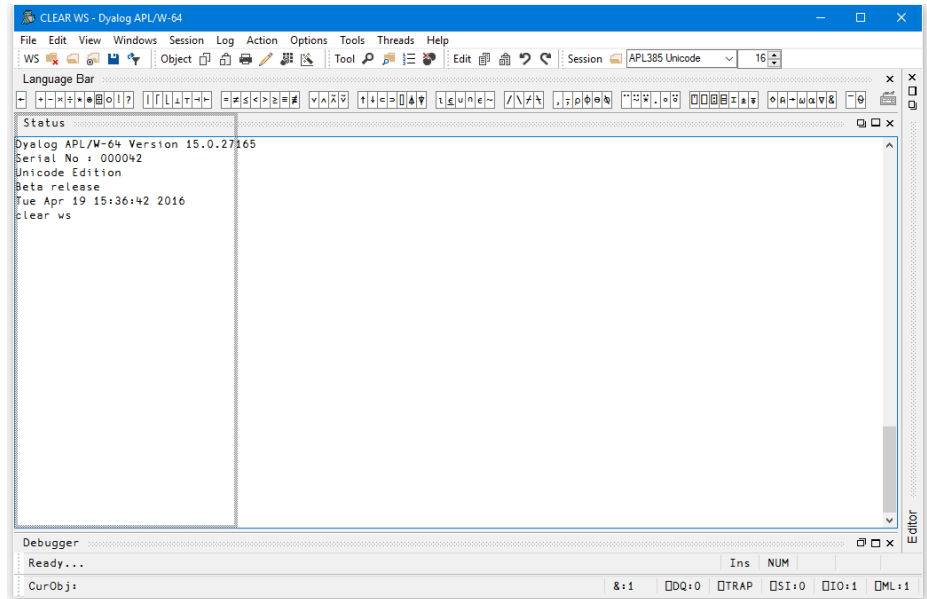 CLEAR WS - Dyalog APL/W-64
File Edit View Windows Session Log Action Options Tools Threads Help
WS Object Tool Edit Session APL385 Unicode 16
Language Bar
← + - × ÷ * ⍟ ⌹ ○ ! ? | ⌈ ⌊ ⊥ ⊤ ⊣ ⊢ = ≠ ≤ < > ≥ ≡ ≢ ∨ ∧ ⍲ ⍱ ↑ ↓ ⊂ ⊃ ⌷ ⍋ ⍒ ⍳ ⍷ ∪ ∩ ∊ ~ / \ ⌿ ⍀ , ⍪ ⍴ ⌽ ⊖ ⍉ ¨ ⍨ ⍣ . ∘ ⍤ ⍞ ⎕ ⍠ ⌸ ⌶ ⍎ ⍕ ⋄ ⍝ → ⍵ ⍺ ∇ & ¯ ⍬
Status
Dyalog APL/W-64 Version 15.0.27165
Serial No : 000042
Unicode Edition
Beta release
Tue Apr 19 15:36:42 2016
clear ws
Editor
Debugger
Ready... Ins NUM
CurObj: &:1 ⎕DQ:0 ⎕TRAP ⎕SI:0 ⎕IO:1 ⎕ML:1